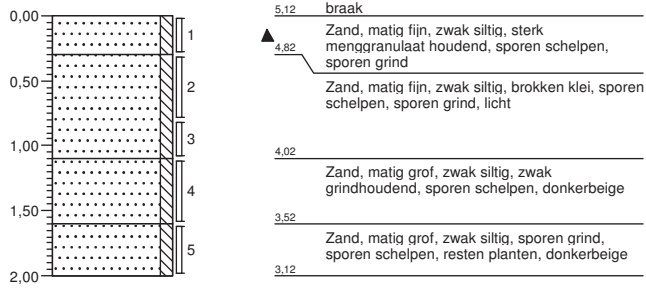 0,00
0,50
1,00
1,50
2,00
1
2
3
4
5
5,12 braak
Zand, matig fijn, zwak siltig, sterk
4,82 menggranulaat houdend, sporen schelpen,
sporen grind
Zand, matig fijn, zwak siltig, brokken klei, sporen
schelpen, sporen grind, licht
4,02
Zand, matig grof, zwak siltig, zwak
grindhoudend, sporen schelpen, donkerbeige
3,52
Zand, matig grof, zwak siltig, sporen grind,
sporen schelpen, resten planten, donkerbeige
3,12